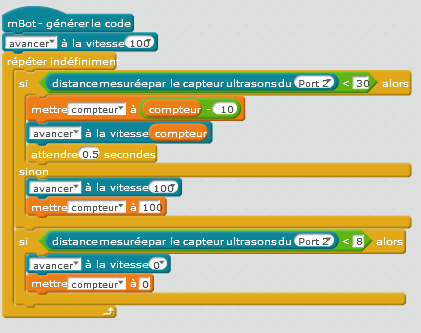 mBot - générer le code
avancer à la vitesse 100
répéter indéfiniment
si distance mesurée par le capteur ultrasons du Port 2 < 30 alors
mettre compteur à compteur - 10
avancer à la vitesse compteur
attendre 0.5 secondes
sinon
avancer à la vitesse 100
mettre compteur à 100
si distance mesurée par le capteur ultrasons du Port 2 < 8 alors
avancer à la vitesse 0
mettre compteur à 0